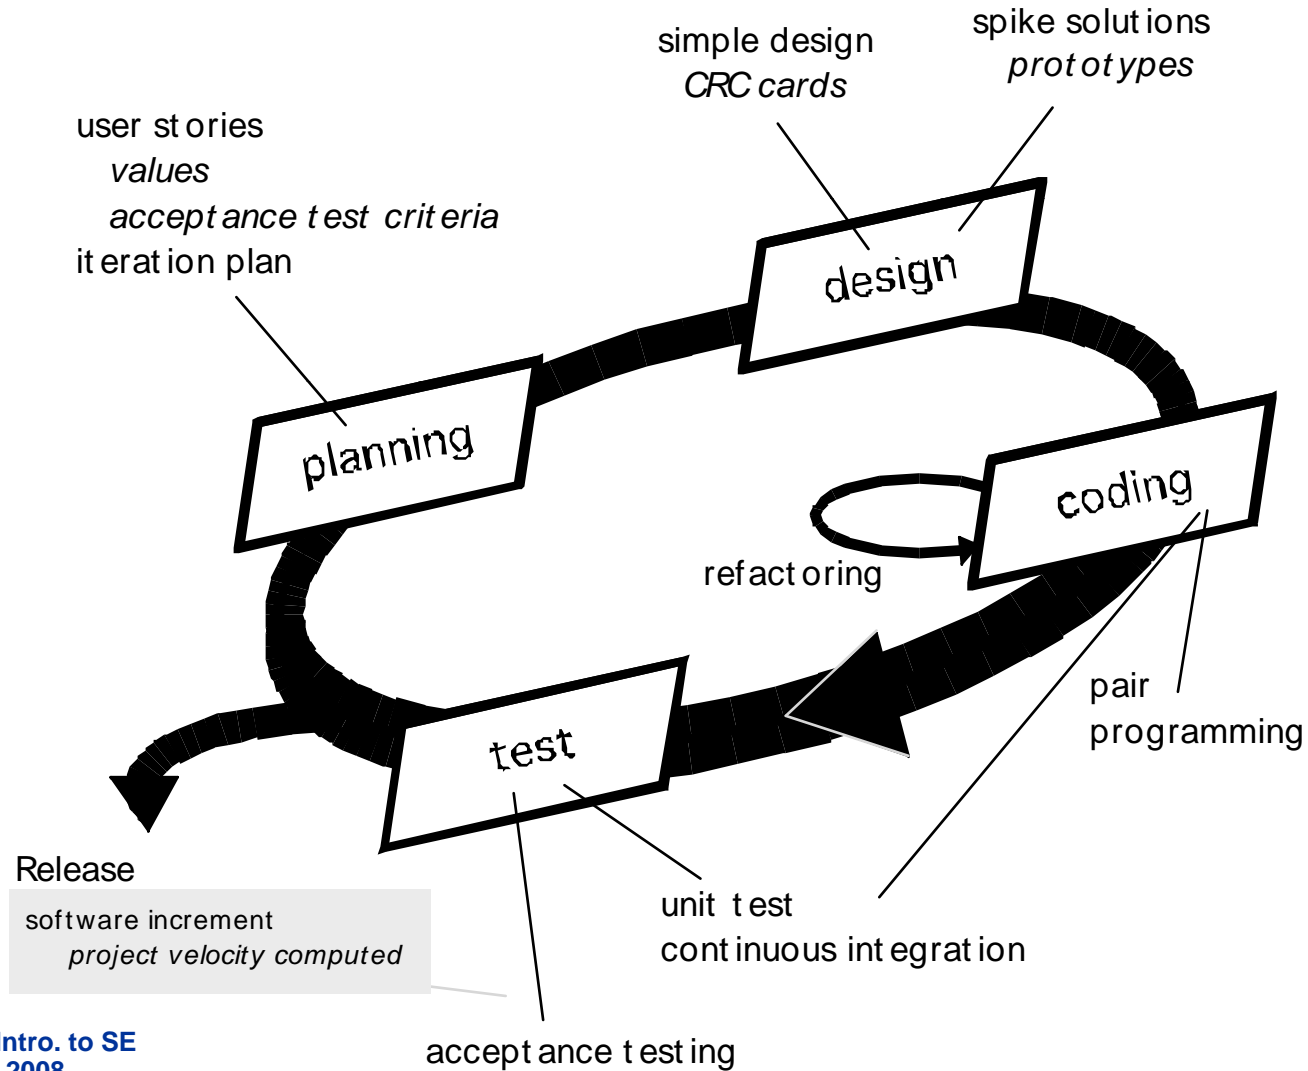 simple design
CRC cards
spike solutions
prototypes
user stories
values
acceptance test criteria
iteration plan
design
planning
coding
refactoring
pair
programming
test
Release
software increment
project velocity computed
unit test
continuous integration
acceptance testing
Intro. to SE
2008